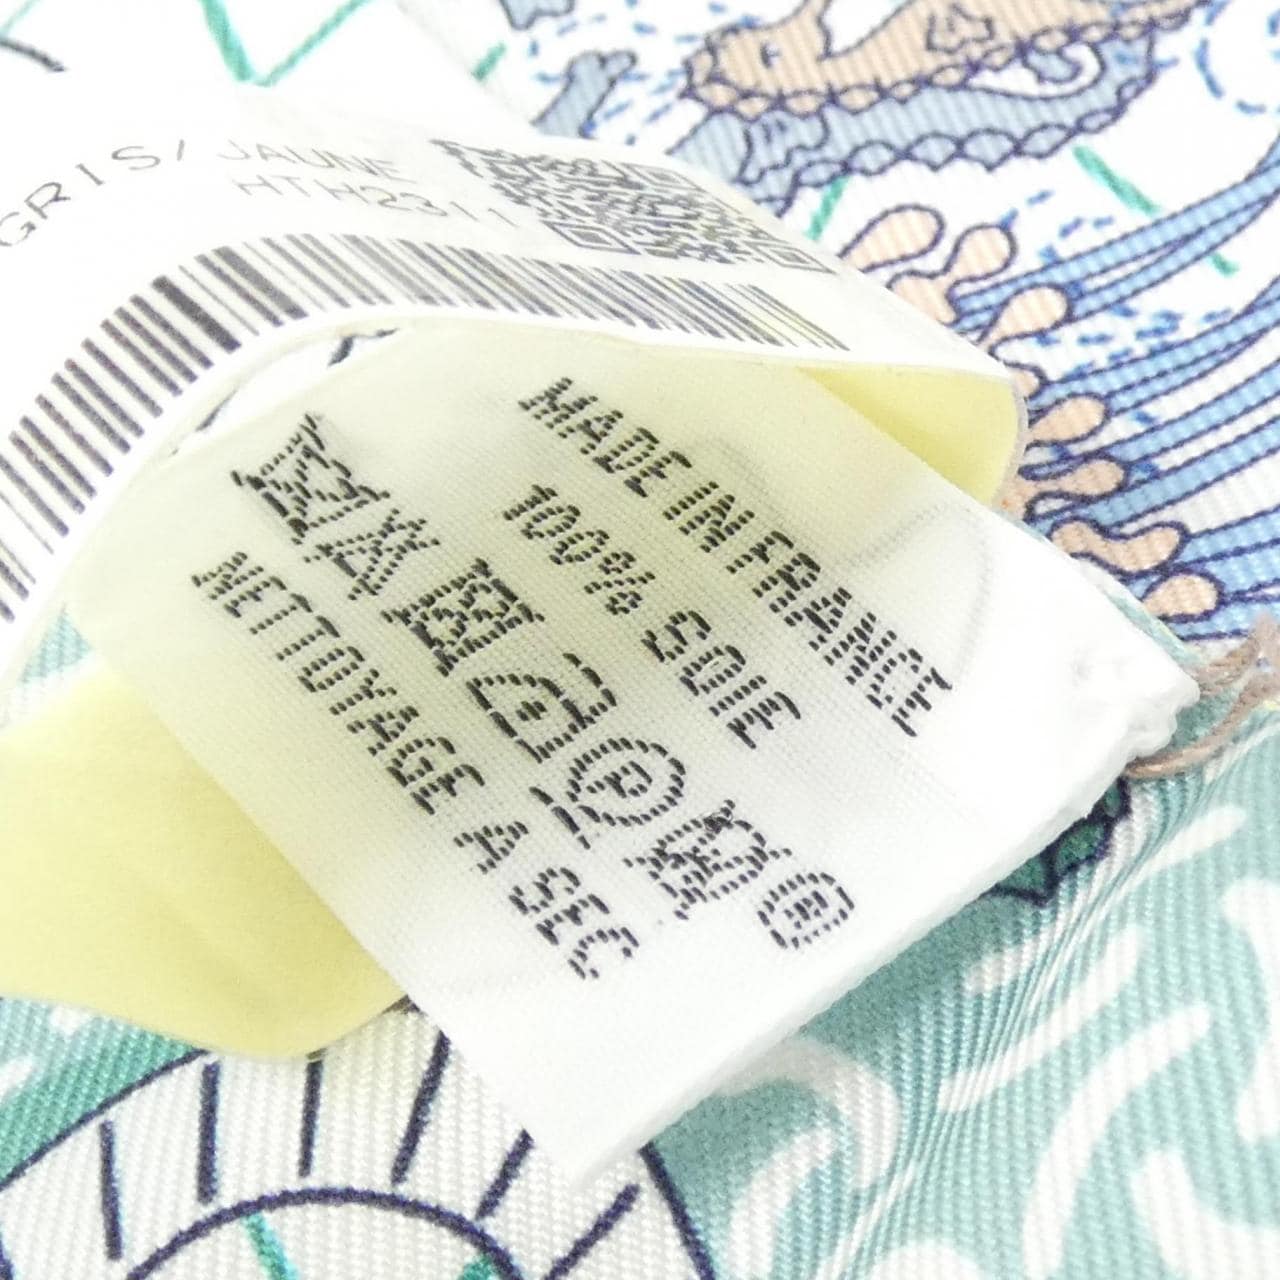 GRIS/ JAUNE
HTH2311
MADE IN FRANCE
100% SOIE
NETTOYAGE A SEC